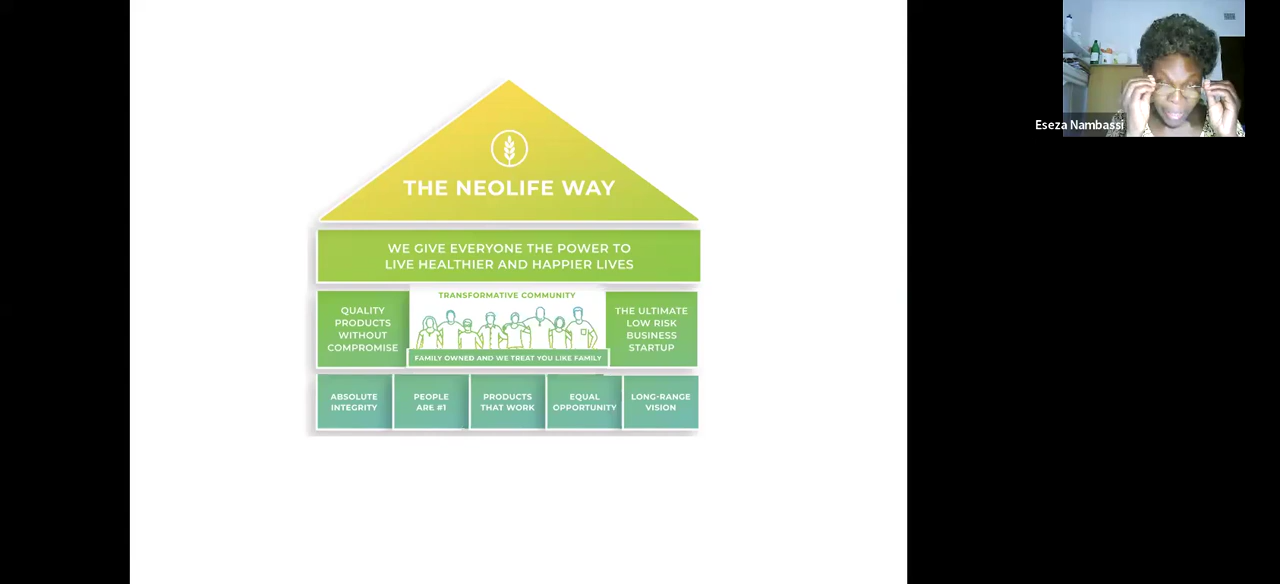 THE NEOLIFE WAY
WE GIVE EVERYONE THE POWER TO
LIVE HEALTHIER AND HAPPIER LIVES
QUALITY
PRODUCTS
WITHOUT
COMPROMISE
TRANSFORMATIVE COMMUNITY
FAMILY OWNED AND WE TREAT YOU LIKE FAMILY
THE ULTIMATE
LOW RISK
BUSINESS
STARTUP
ABSOLUTE
INTEGRITY
PEOPLE
ARE #1
PRODUCTS
THAT WORK
EQUAL
OPPORTUNITY
LONG-RANGE
VISION
Eseza Nambassi